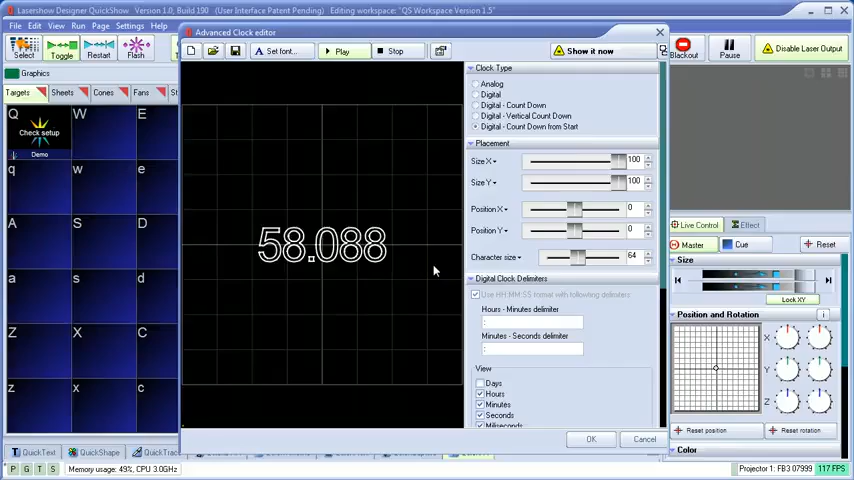 Lasershow Designer QuickShow Version 1.0, Build 190 (User Interface Patent Pending) Editing workspace: "QS Workspace Version 1.5"
File Edit View Run Page Settings
Advanced Clock editor
Select Toggle Restart Flash
Set font... Play Stop Show it now
Blackout Pause Disable Laser Output
Graphics
Targets Sheets Cones Fans
Q W E
Check setup
Demo
q w e
A S D
a s d
Z X C
z x c
58.088
Clock Type
Analog
Digital
Digital - Count Down
Digital - Vertical Count Down
Digital - Count Down from Start
Placement
Size X 100
Size Y 100
Position X 0
Position Y 0
Character size 64
Digital Clock Delimiters
Use HH:MM:SS format with following delimiters
Hours - Minutes delimiter
:
Minutes - Seconds delimiter
:
View
Days
Hours
Minutes
Seconds
Miliseconds
OK Cancel
Live Control Effect
Master Cue Reset
Size
Lock XY
Position and Rotation i
X
Y
Z
Reset position Reset rotation
Color
QuickText QuickShape QuickTrace
P G T S Memory usage: 49%, CPU 3.0GHz Projector 1: FB3 07999 117 FPS